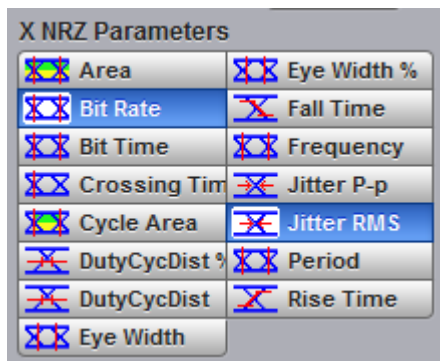 X NRZ Parameters
Area
Eye Width %
Bit Rate
Fall Time
Bit Time
Frequency
Crossing Tim
Jitter P-p
Cycle Area
Jitter RMS
DutyCycDist %
Period
DutyCycDist
Rise Time
Eye Width